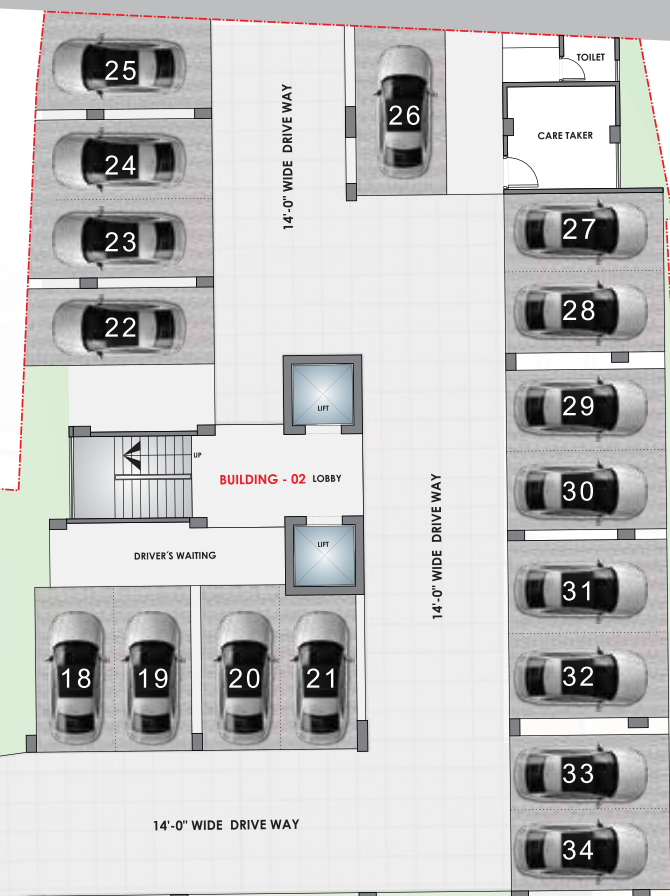 25
26
TOILET
CARE TAKER
14'-0" WIDE DRIVE WAY
24
23
27
28
22
LIFT
29
UP
BUILDING - 02 LOBBY
30
LIFT
DRIVER'S WAITING
14'-0" WIDE DRIVE WAY
31
18 19 20 21
32
33
14'-0" WIDE DRIVE WAY
34